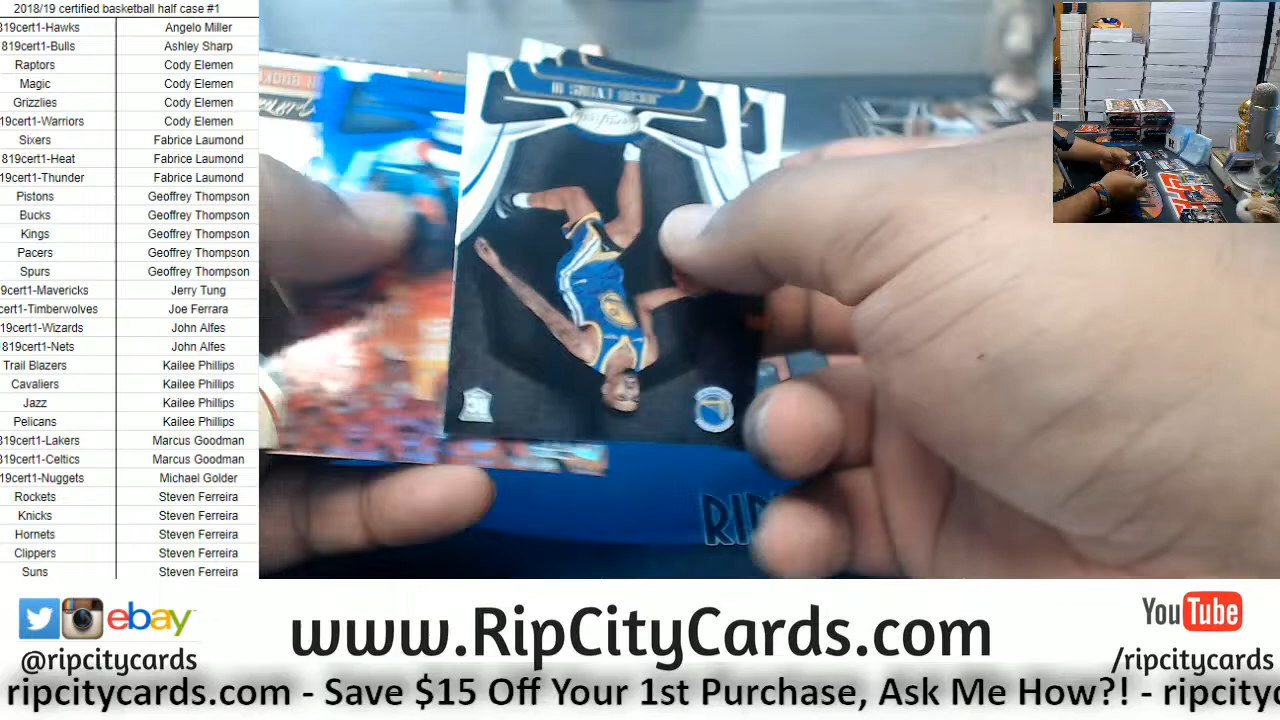 2018/19 certified basketball half case #1
819cert1-Hawks Angelo Miller
819cert1-Bulls Ashley Sharp
Raptors Cody Elemen
Magic Cody Elemen
Grizzlies Cody Elemen
19cert1-Warriors Cody Elemen
Sixers Fabrice Laumond
819cert1-Heat Fabrice Laumond
19cert1-Thunder Fabrice Laumond
Pistons Geoffrey Thompson
Bucks Geoffrey Thompson
Kings Geoffrey Thompson
Pacers Geoffrey Thompson
Spurs Geoffrey Thompson
9cert1-Mavericks Jerry Tung
cert1-Timberwolves Joe Ferrara
19cert1-Wizards John Alfes
1819cert1-Nets John Alfes
Trail Blazers Kailee Phillips
Cavaliers Kailee Phillips
Jazz Kailee Phillips
Pelicans Kailee Phillips
819cert1-Lakers Marcus Goodman
819cert1-Celtics Marcus Goodman
19cert1-Nuggets Michael Golder
Rockets Steven Ferreira
Knicks Steven Ferreira
Hornets Steven Ferreira
Clippers Steven Ferreira
Suns Steven Ferreira
JACOB EVANS III
RIP
ebay
@ripcitycards
www.RipCityCards.com
YouTube
/ripcitycards
ripcitycards.com - Save $15 Off Your 1st Purchase, Ask Me How?! - ripcityc